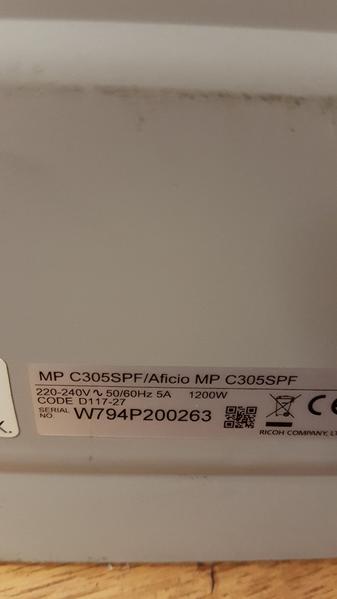 MP C305SPF/Aficio MP C305SPF
220-240V ∿ 50/60Hz 5A 1200W
CODE D117-27
SERIAL NO. W794P200263
CE
RICOH COMPANY, LT
K.